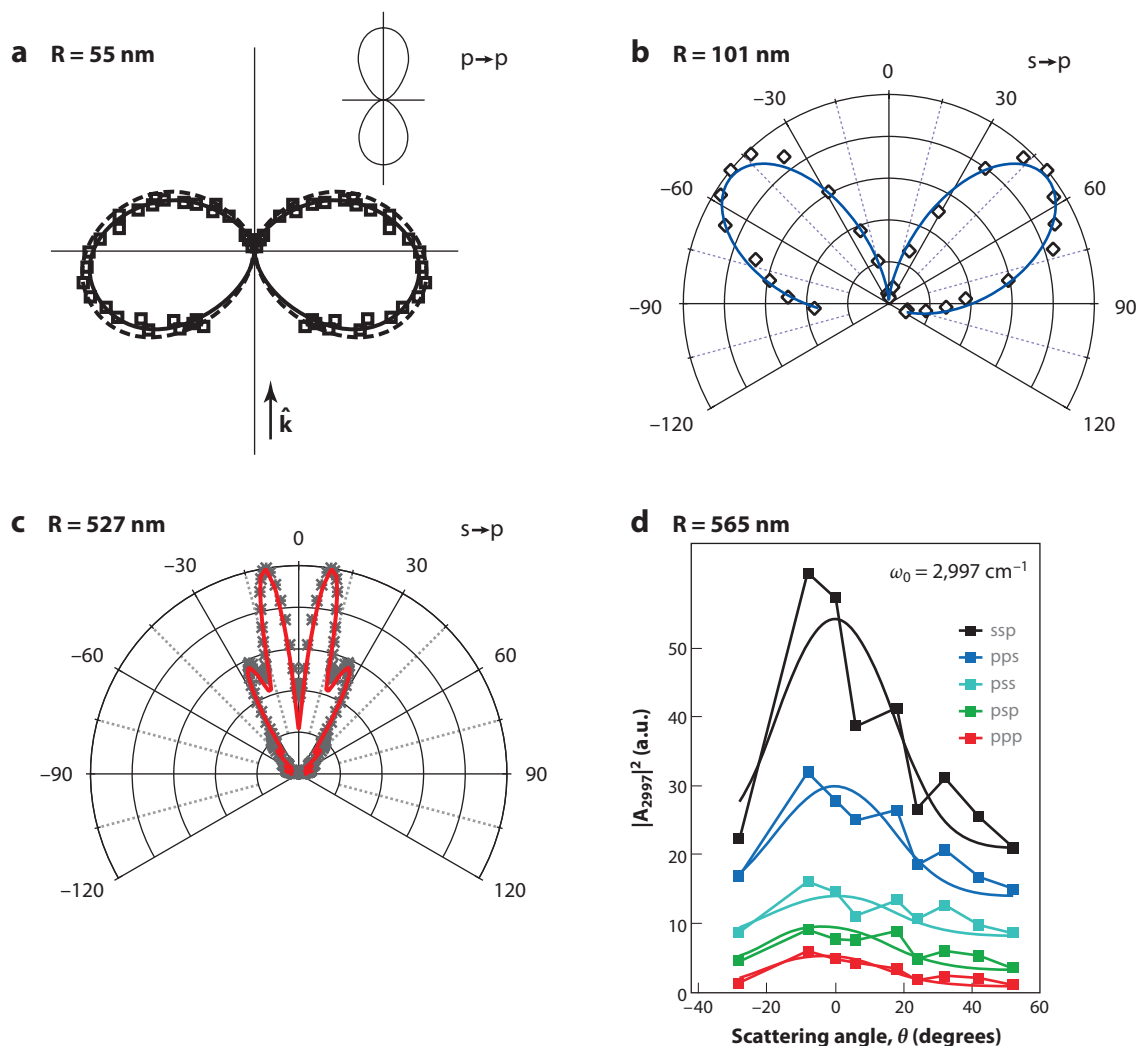 a R = 55 nm
p→p
k̂
b R = 101 nm
s→p
0
−30
30
−60
60
−90
90
−120
120
c R = 527 nm
s→p
0
−30
30
−60
60
−90
90
−120
120
d R = 565 nm
ω₀ = 2,997 cm⁻¹
ssp
pps
pss
psp
ppp
|A₂₉₉₇|² (a.u.)
50
40
30
20
10
0
−40
−20
0
20
40
60
Scattering angle, θ (degrees)